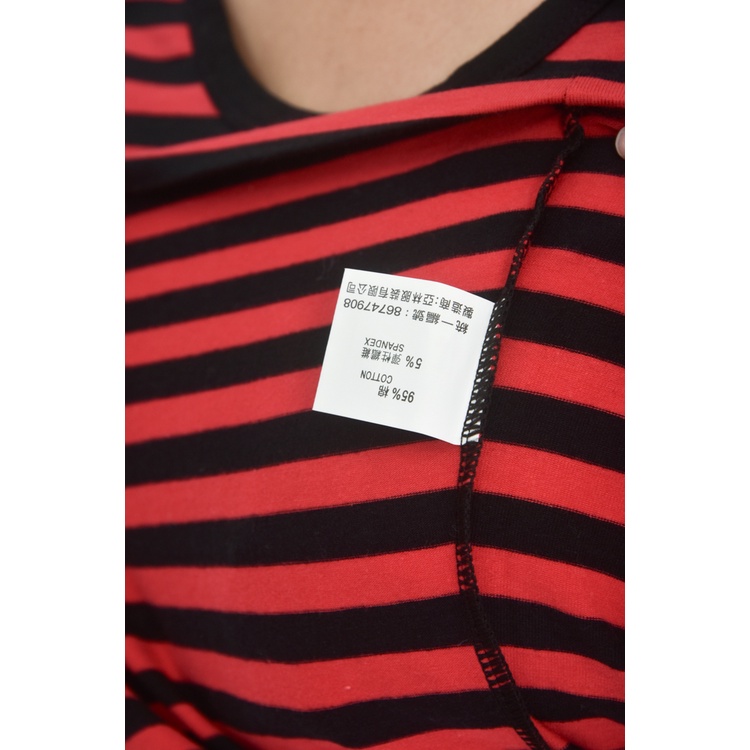 95% 棉
COTTON
5% 彈性纖維
SPANDEX
統一編號：86747908
製造商:亞林服裝有限公司